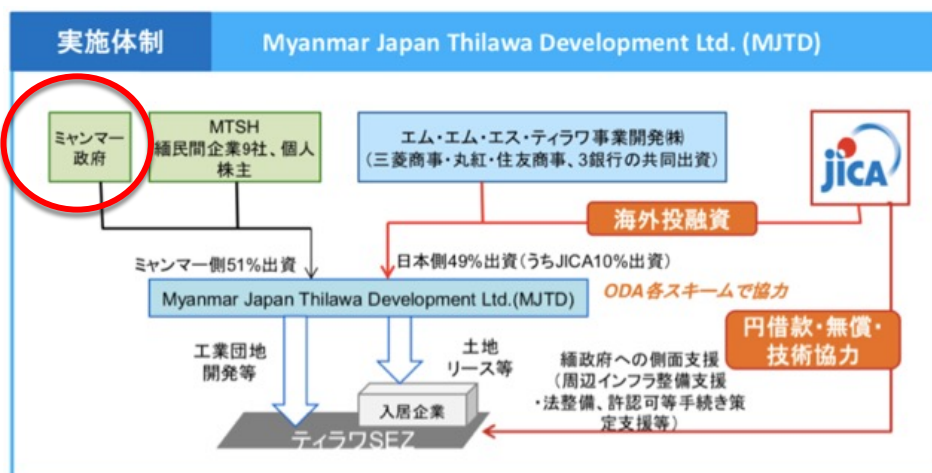 実施体制
Myanmar Japan Thilawa Development Ltd. (MJTD)
ミャンマー
政府
MTSH
緬民間企業9社、個人
株主
エム・エム・エス・ティラワ事業開発㈱
(三菱商事・丸紅・住友商事、3銀行の共同出資)
jICA
海外投融資
ミャンマー側51%出資
日本側49%出資(うちJICA10%出資)
Myanmar Japan Thilawa Development Ltd.(MJTD)
ODA各スキームで協力
円借款・無償・
技術協力
工業団地
開発等
土地
リース等
緬政府への側面支援
(周辺インフラ整備支援
・法整備、許認可等手続き策
定支援等)
入居企業
ティラワSEZ